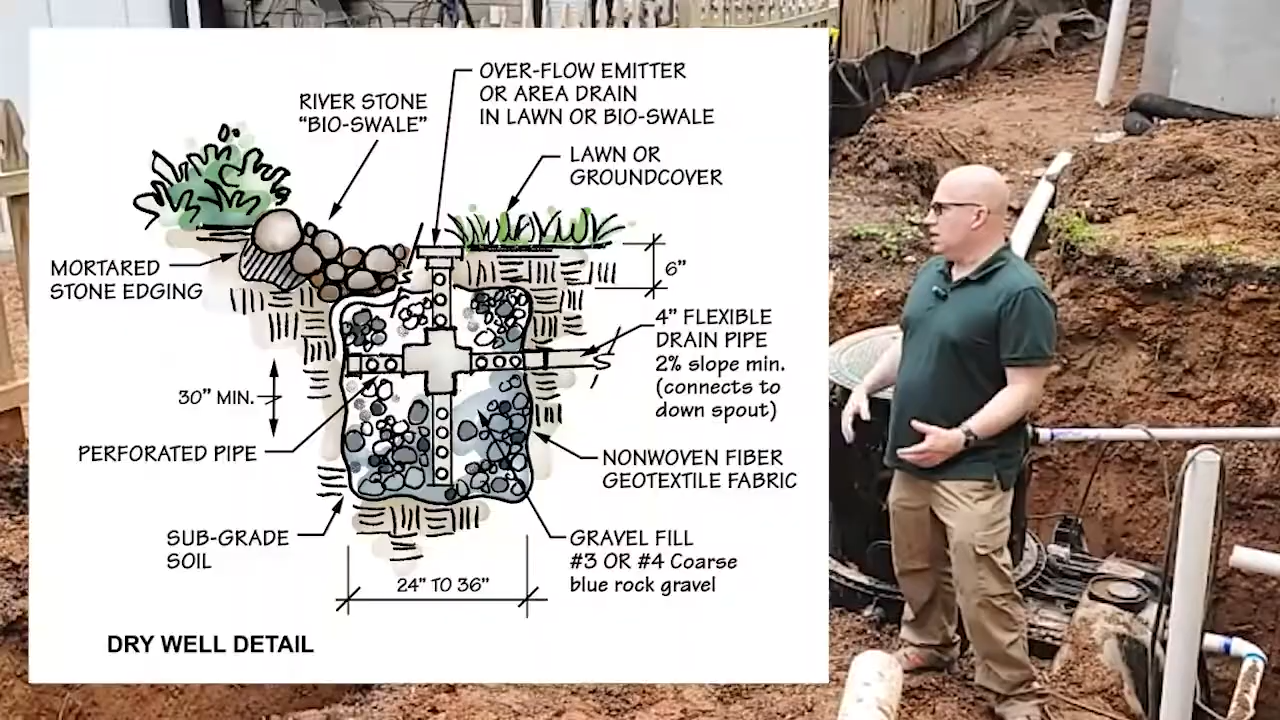 OVER-FLOW EMITTER
OR AREA DRAIN
IN LAWN OR BIO-SWALE
RIVER STONE
“BIO-SWALE”
LAWN OR
GROUNDCOVER
MORTARED
STONE EDGING
6”
4” FLEXIBLE
DRAIN PIPE
2% slope min.
(connects to
down spout)
30” MIN.
PERFORATED PIPE
NONWOVEN FIBER
GEOTEXTILE FABRIC
SUB-GRADE
SOIL
GRAVEL FILL
#3 OR #4 Coarse
blue rock gravel
24” TO 36”
DRY WELL DETAIL